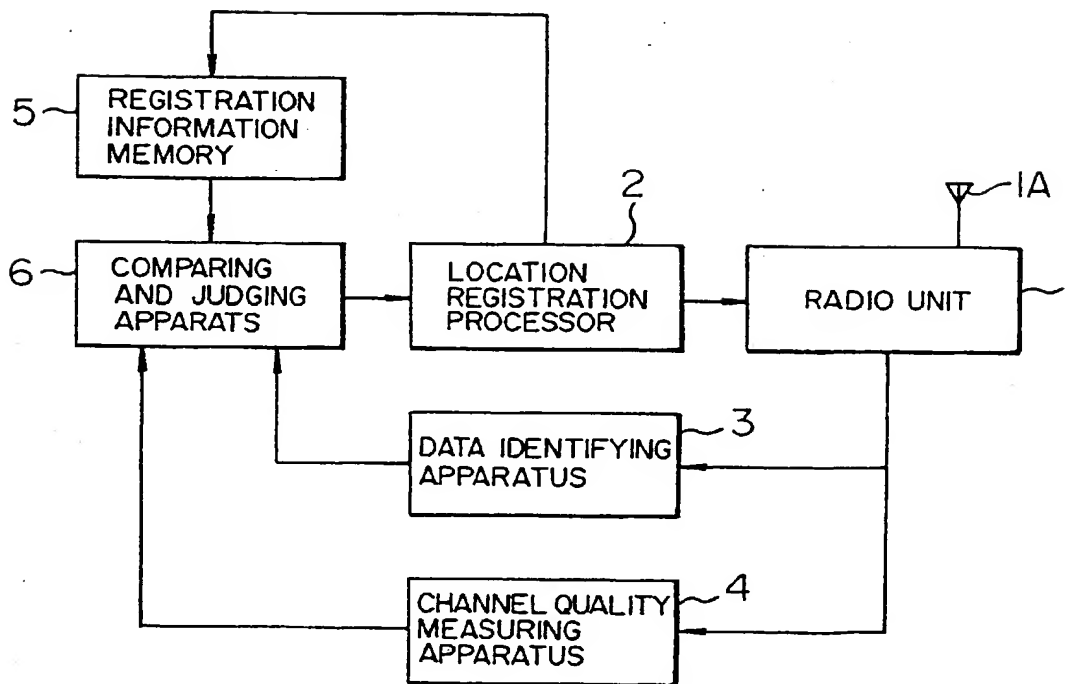 5
REGISTRATION
INFORMATION
MEMORY
2
1A
6
COMPARING
AND JUDGING
APPARATS
LOCATION
REGISTRATION
PROCESSOR
RADIO UNIT
3
DATA IDENTIFYING
APPARATUS
4
CHANNEL QUALITY
MEASURING
APPARATUS